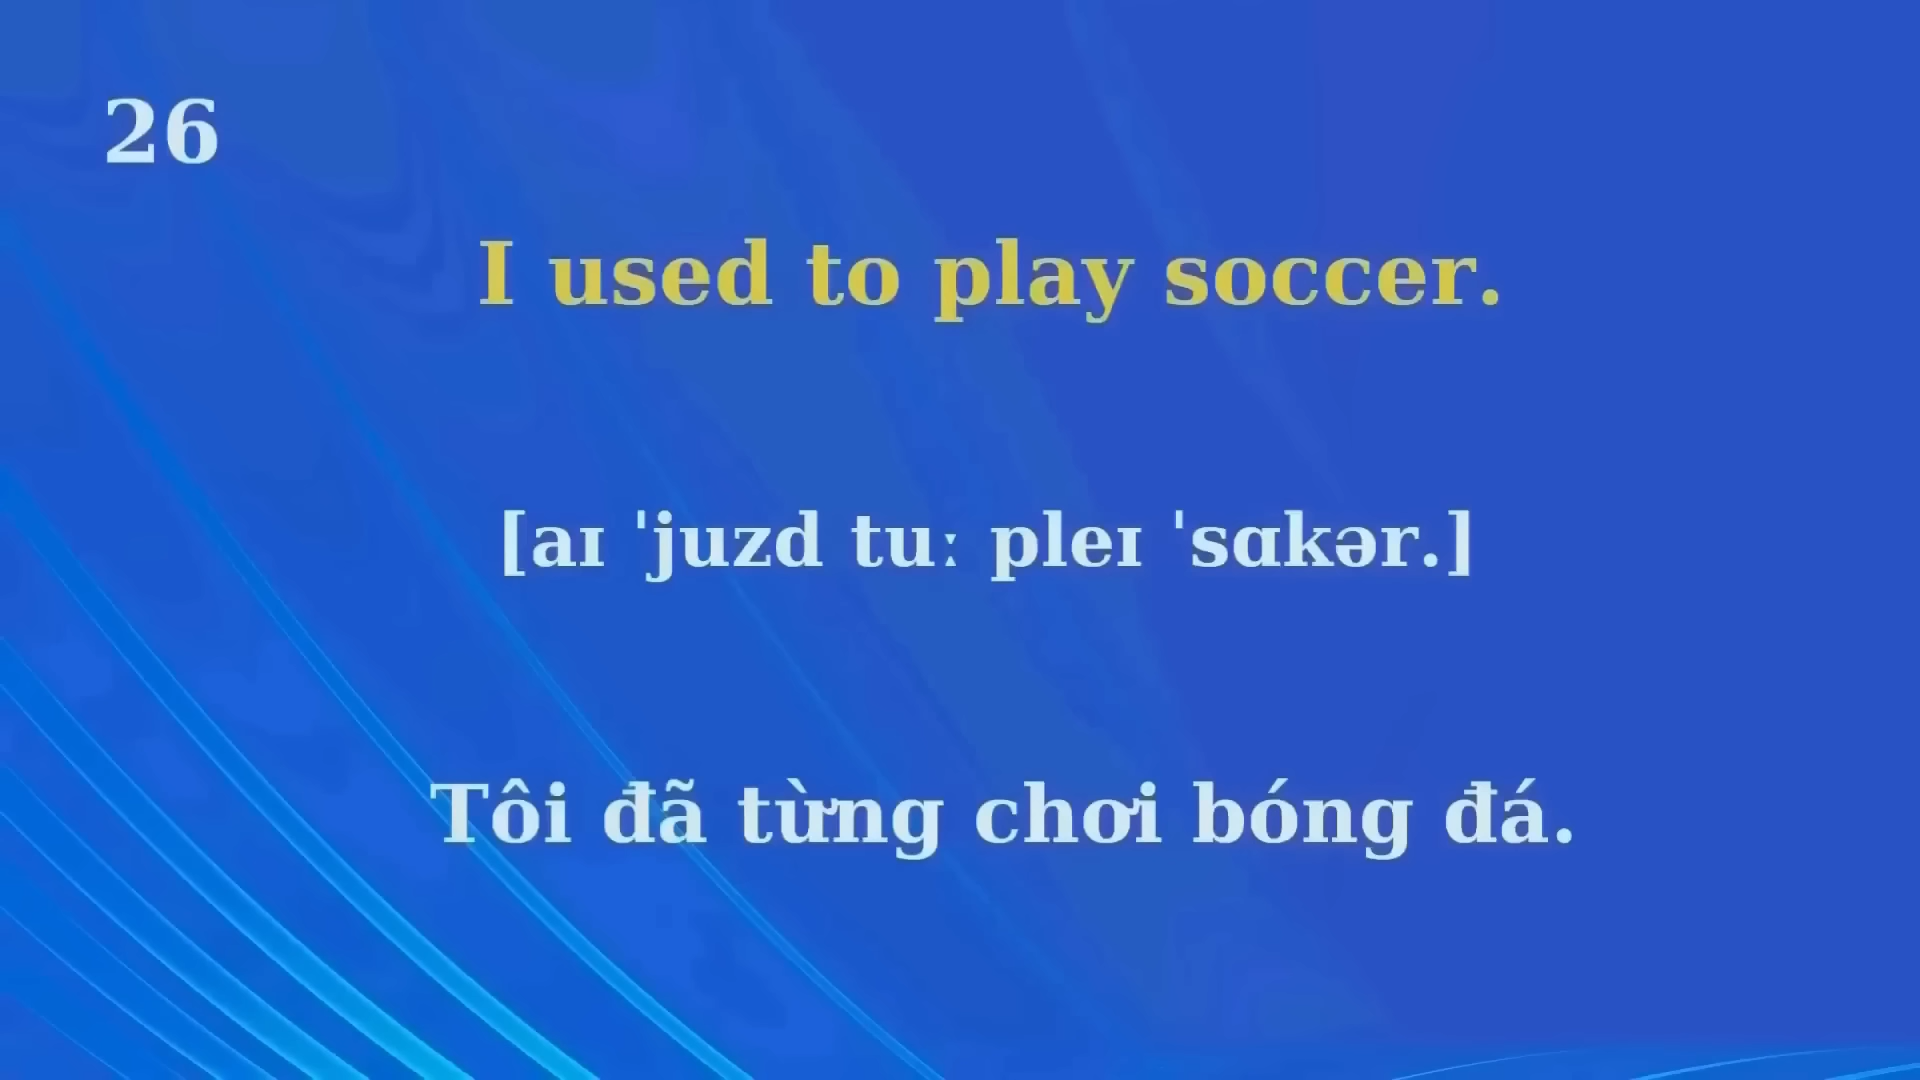 26
I used to play soccer.
[aɪ ˈjuzd tuː pleɪ ˈsɑkər.]
Tôi đã từng chơi bóng đá.